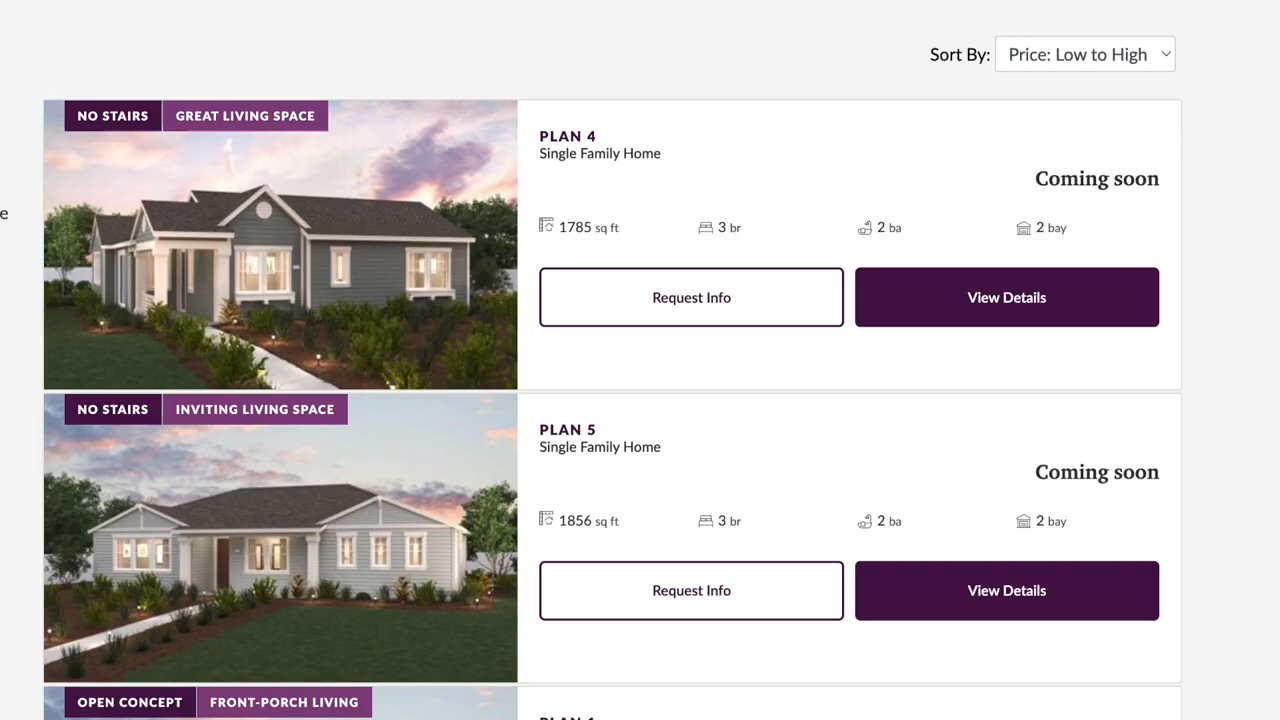 Sort By: Price: Low to High
e
NO STAIRS GREAT LIVING SPACE
PLAN 4
Single Family Home
Coming soon
1785 sq ft 3 br 2 ba 2 bay
Request Info View Details
NO STAIRS INVITING LIVING SPACE
PLAN 5
Single Family Home
Coming soon
1856 sq ft 3 br 2 ba 2 bay
Request Info View Details
OPEN CONCEPT FRONT-PORCH LIVING